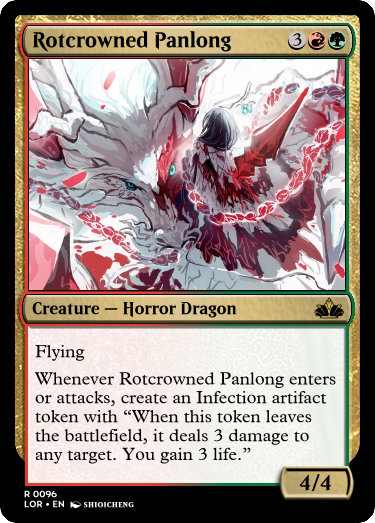 Rotcrowned Panlong 3
Creature — Horror Dragon
Flying
Whenever Rotcrowned Panlong enters
or attacks, create an Infection artifact
token with “When this token leaves
the battlefield, it deals 3 damage to
any target. You gain 3 life.”
4/4
R 0096
LOR • EN SHIOICHENG